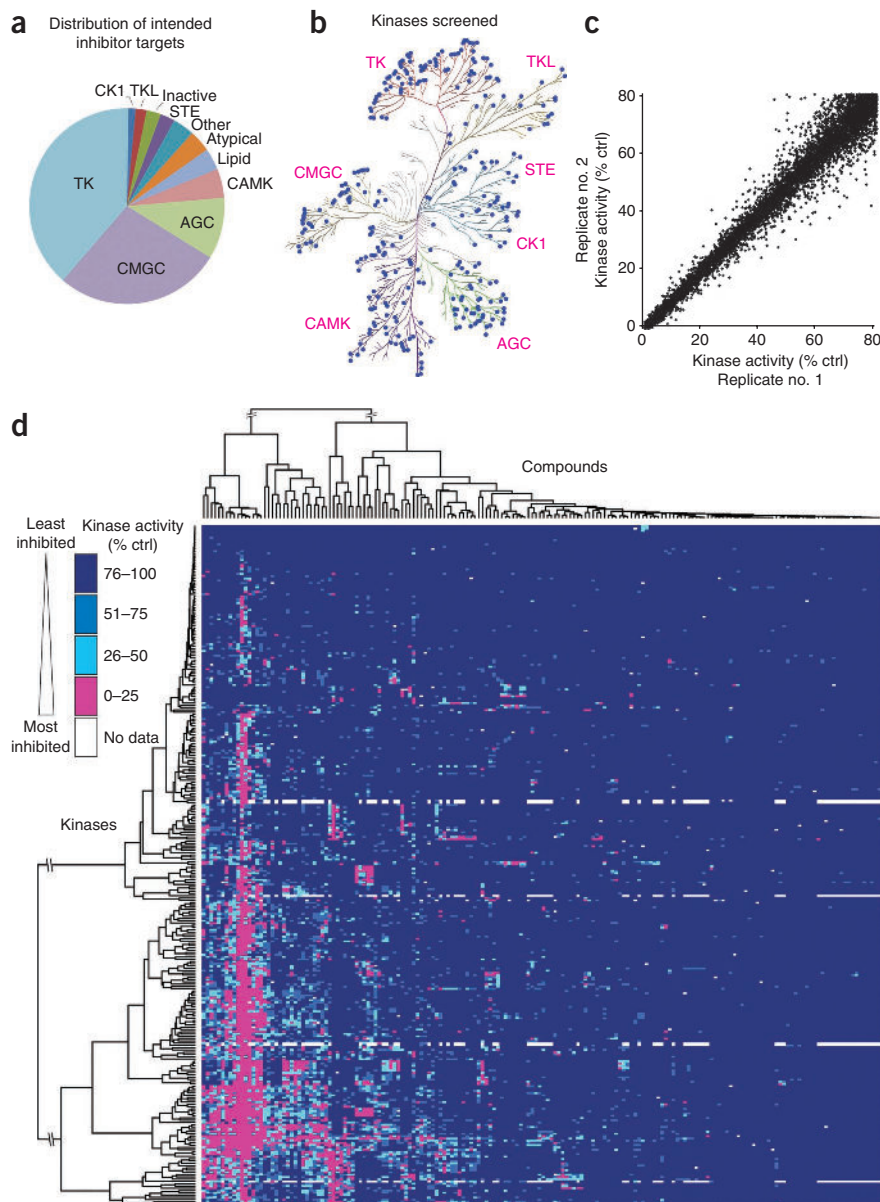 a
Distribution of intended
inhibitor targets
CK1 TKL Inactive
STE
Other
Atypical
Lipid
CAMK
AGC
CMGC
TK
b
Kinases screened
TK
TKL
CMGC
STE
CK1
CAMK
AGC
c
80
60
40
20
0
Replicate no. 2
Kinase activity (% ctrl)
0 20 40 60 80
Kinase activity (% ctrl)
Replicate no. 1
d
Compounds
Least
inhibited
Most
inhibited
Kinase activity
(% ctrl)
76–100
51–75
26–50
0–25
No data
Kinases